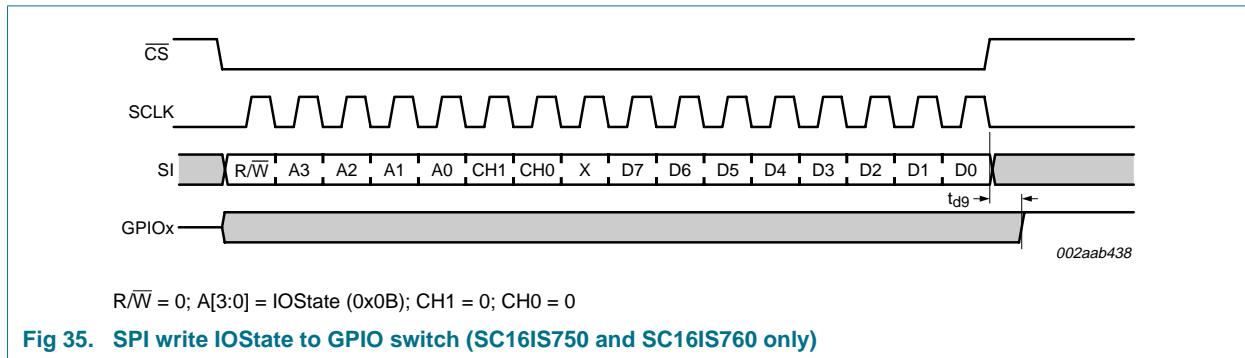 CS
SCLK
SI R/W A3 A2 A1 A0 CH1 CH0 X D7 D6 D5 D4 D3 D2 D1 D0
td9
GPIOx
002aab438
R/W = 0; A[3:0] = IOState (0x0B); CH1 = 0; CH0 = 0
Fig 35. SPI write IOState to GPIO switch (SC16IS750 and SC16IS760 only)